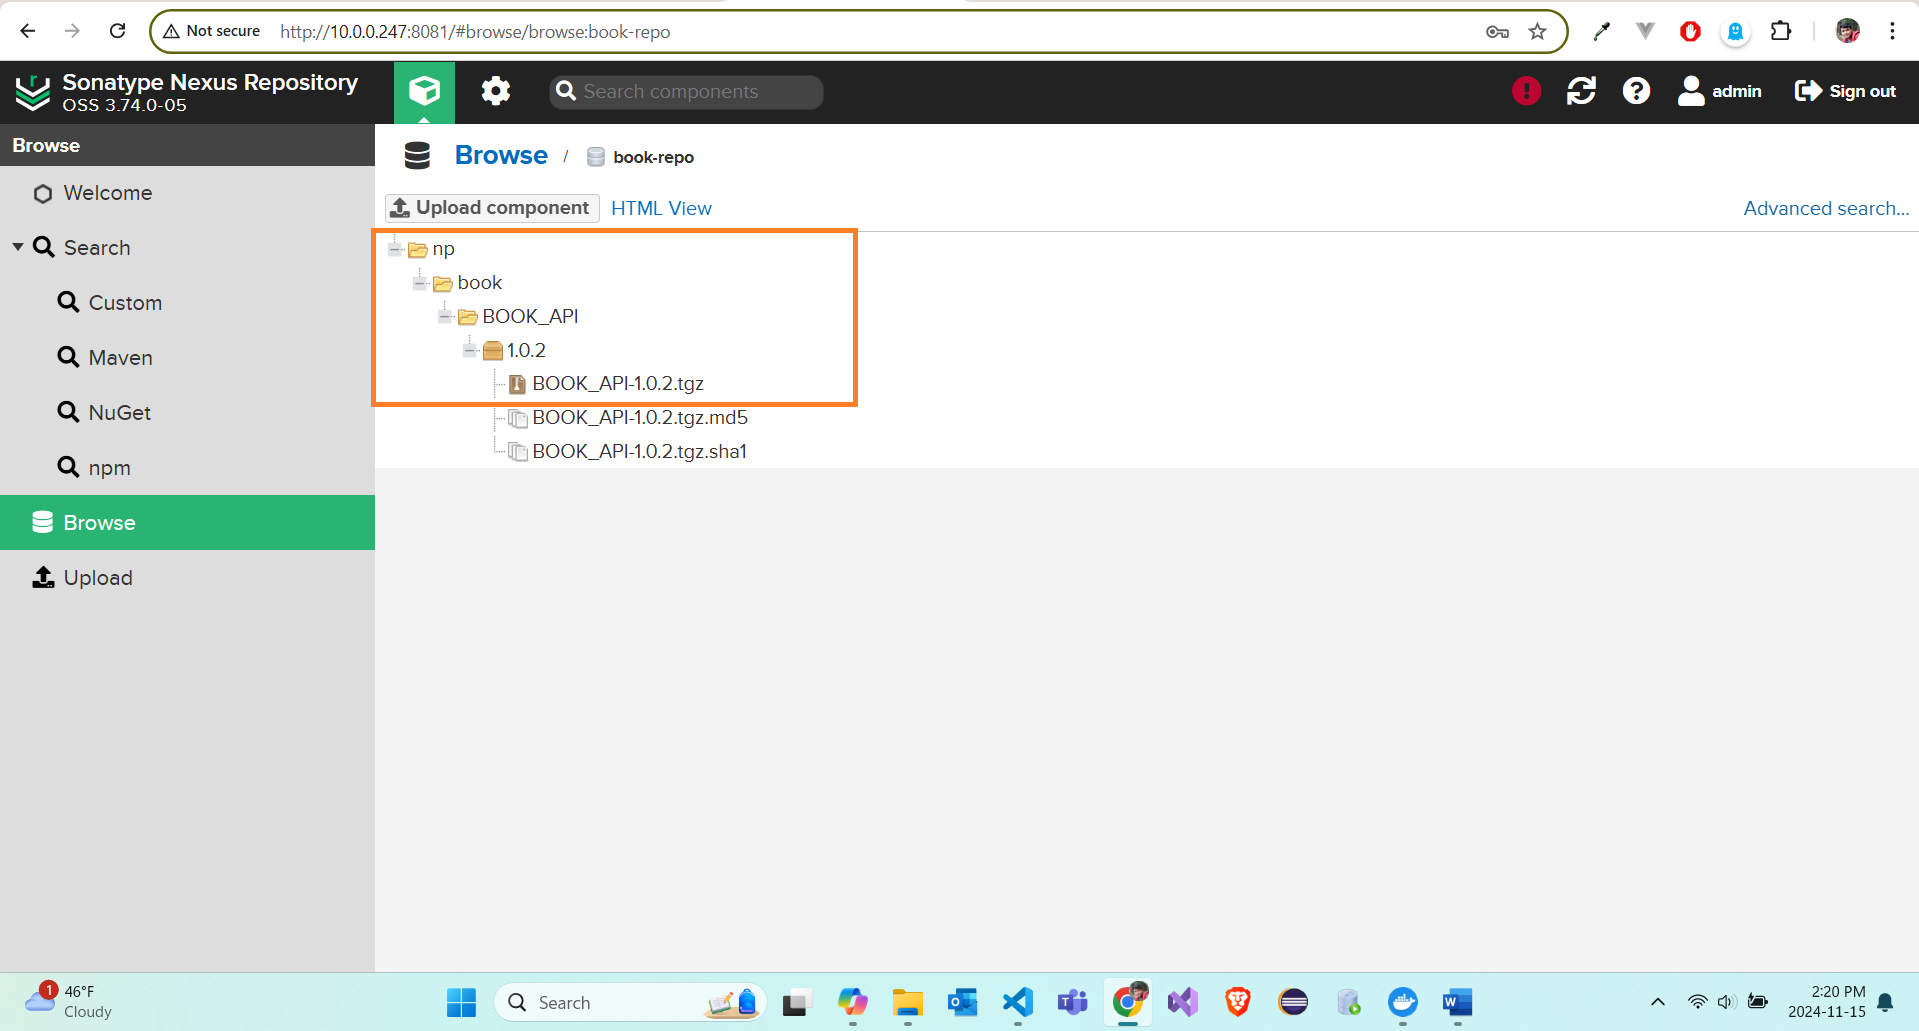 Not secure
http://10.0.0.247:8081/#browse/browse:book-repo
Sonatype Nexus Repository
OSS 3.74.0-05
Search components
admin
Sign out
Browse
Welcome
Search
Custom
Maven
NuGet
npm
Browse
Upload
Browse / book-repo
Upload component
HTML View
Advanced search...
np
book
BOOK_API
1.0.2
BOOK_API-1.0.2.tgz
BOOK_API-1.0.2.tgz.md5
BOOK_API-1.0.2.tgz.sha1
1
46°F
Cloudy
Search
2:20 PM
2024-11-15